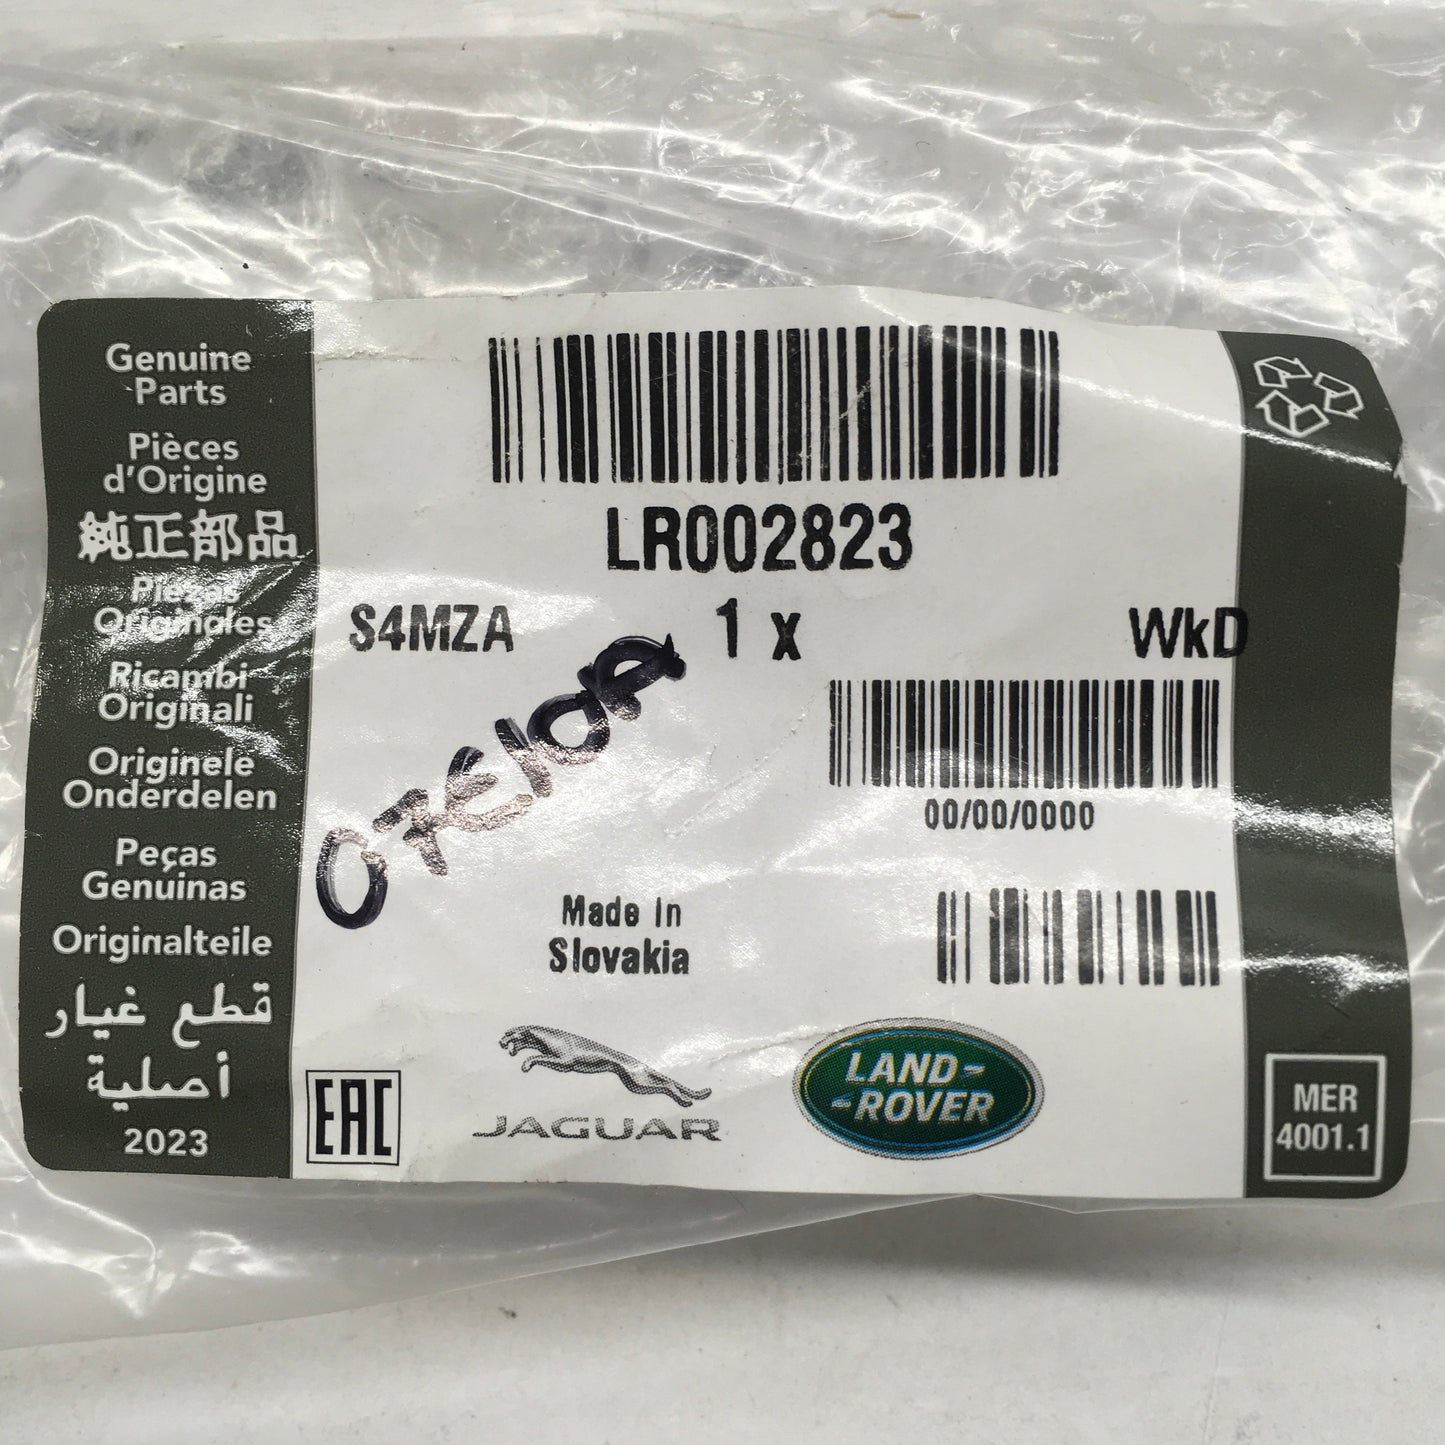 Genuine
Parts
Pièces
d'Origine
純正部品
Piezas
Originales
Ricambi
Originali
Originele
Onderdelen
Peças
Genuinas
Originalteile
قطع غيار
أصلية
2023
LR002823
S4MZA 1 x WkD
07E10A
00/00/0000
Made In
Slovakia
EAC
JAGUAR
LAND-
-ROVER
MER
4001.1